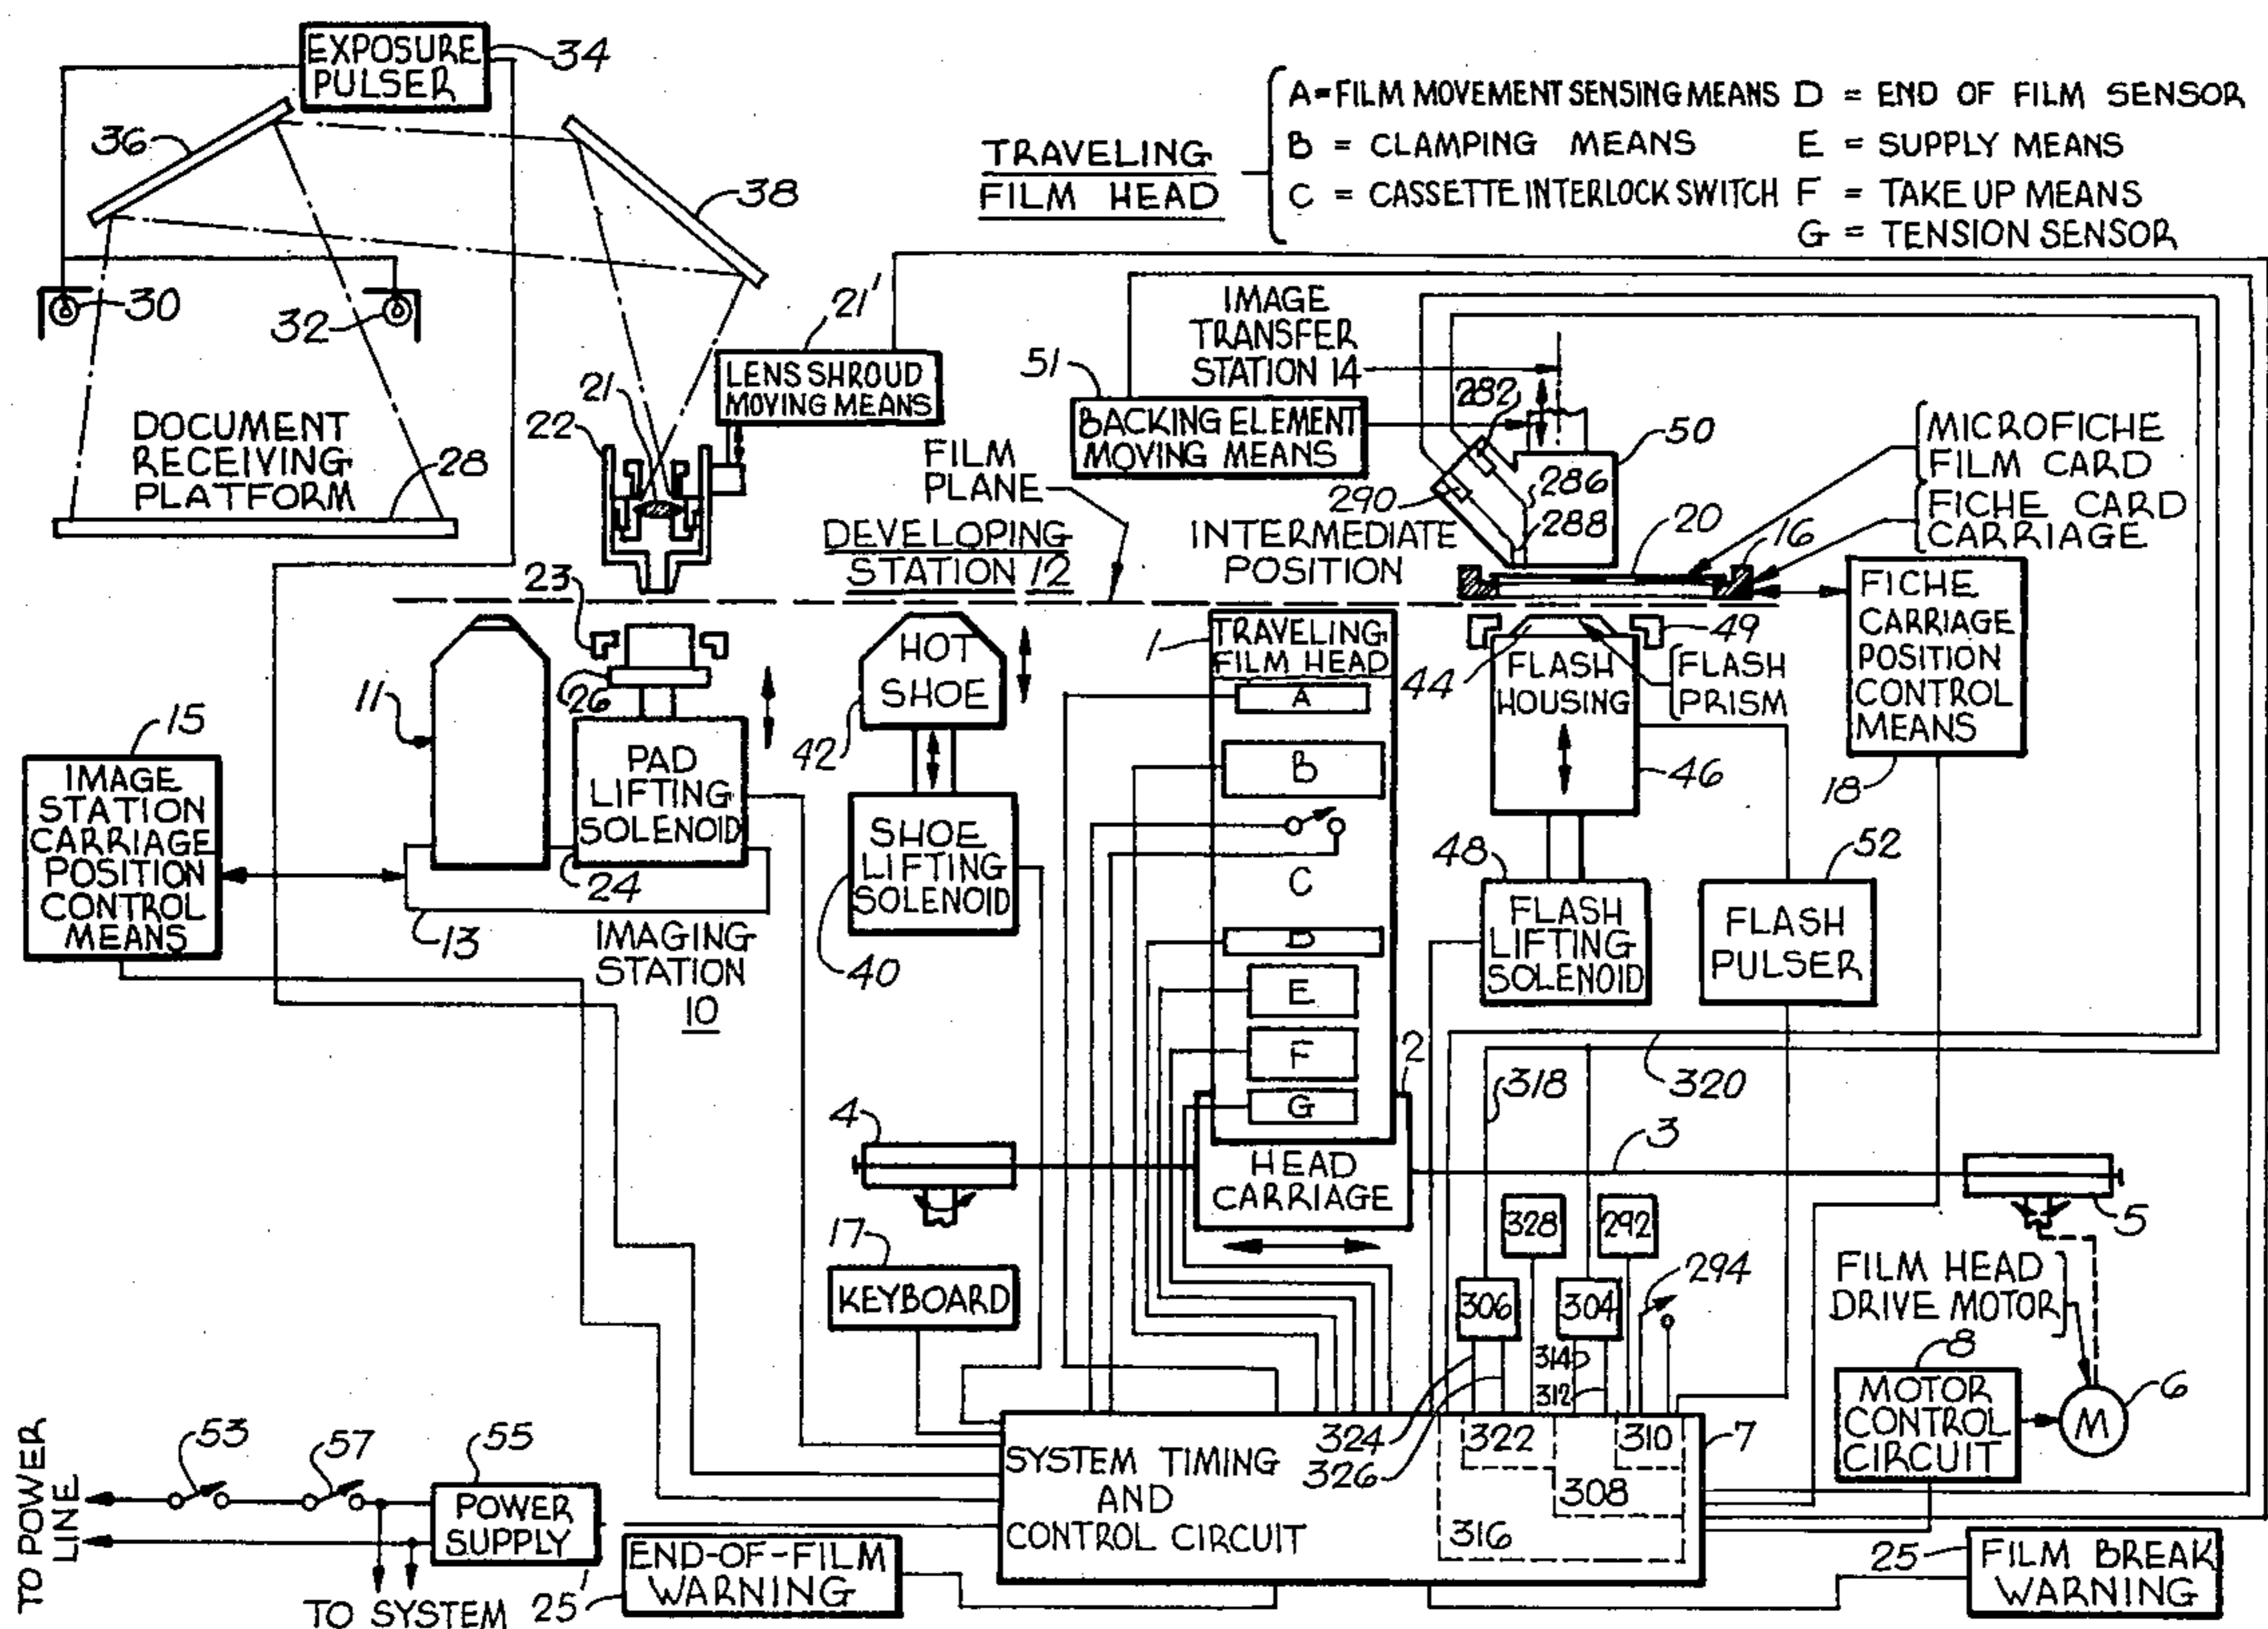 EXPOSURE
PULSER
34
36
38
30
32
TRAVELING
FILM HEAD
A=FILM MOVEMENT SENSING MEANS
B = CLAMPING MEANS
C = CASSETTE INTERLOCK SWITCH
D = END OF FILM SENSOR
E = SUPPLY MEANS
F = TAKE UP MEANS
G = TENSION SENSOR
21'
LENS SHROUD
MOVING MEANS
21
22
DOCUMENT
RECEIVING
PLATFORM
28
FILM
PLANE
51
IMAGE
TRANSFER
STATION 14
BACKING ELEMENT
MOVING MEANS
282
50
290
286
288
20
16
MICROFICHE
FILM CARD
FICHE CARD
CARRIAGE
DEVELOPING
STATION 12
INTERMEDIATE
POSITION
23
26
11
15
IMAGE
STATION
CARRIAGE
POSITION
CONTROL
MEANS
PAD
LIFTING
SOLENOID
24
13
IMAGING
STATION
10
HOT
SHOE
42
SHOE
LIFTING
SOLENOID
40
1
TRAVELING
FILM HEAD
A
B
C
B
E
F
G
2
HEAD
CARRIAGE
44
FLASH
HOUSING
49
FLASH
PRISM
46
FICHE
CARRIAGE
POSITION
CONTROL
MEANS
18
48
FLASH
LIFTING
SOLENOID
52
FLASH
PULSER
318
320
4
3
5
17
KEYBOARD
328
292
306
304
294
314
312
FILM HEAD
DRIVE MOTOR
8
MOTOR
CONTROL
CIRCUIT
M
6
324
326
322
310
308
316
7
SYSTEM TIMING
AND
CONTROL CIRCUIT
TO POWER
LINE
53
57
55
POWER
SUPPLY
TO SYSTEM
25'
END-OF-FILM
WARNING
25
FILM BREAK
WARNING